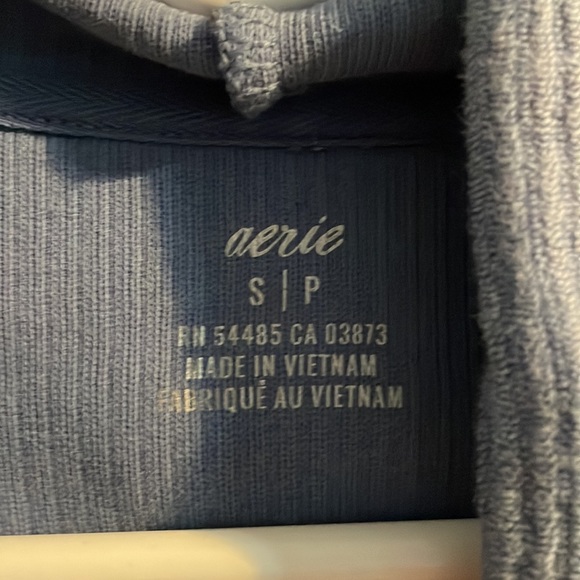 aerie
S | P
RN 54485 CA 03873
MADE IN VIETNAM
FABRIQUÉ AU VIETNAM